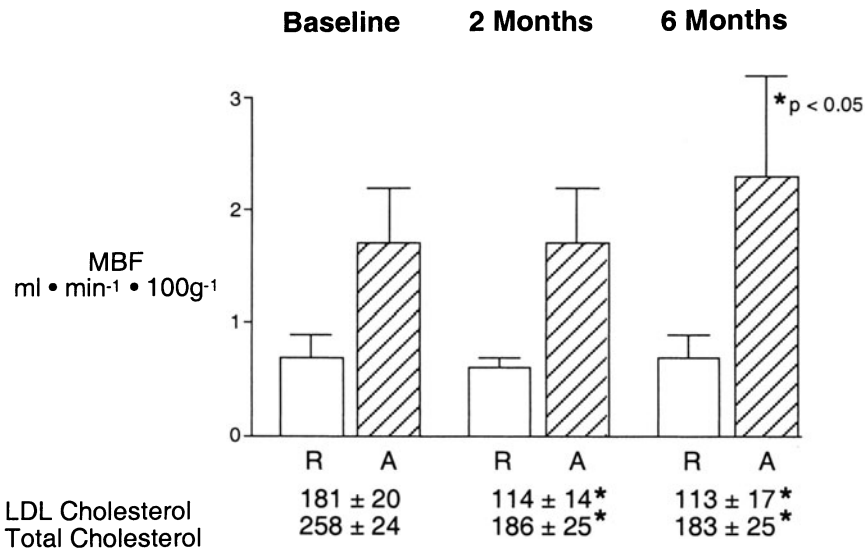 Baseline 2 Months 6 Months
3
*p < 0.05
2
MBF
ml • min-1 • 100g-1
1
0
R A R A R A
LDL Cholesterol 181 ± 20 114 ± 14* 113 ± 17*
Total Cholesterol 258 ± 24 186 ± 25* 183 ± 25*